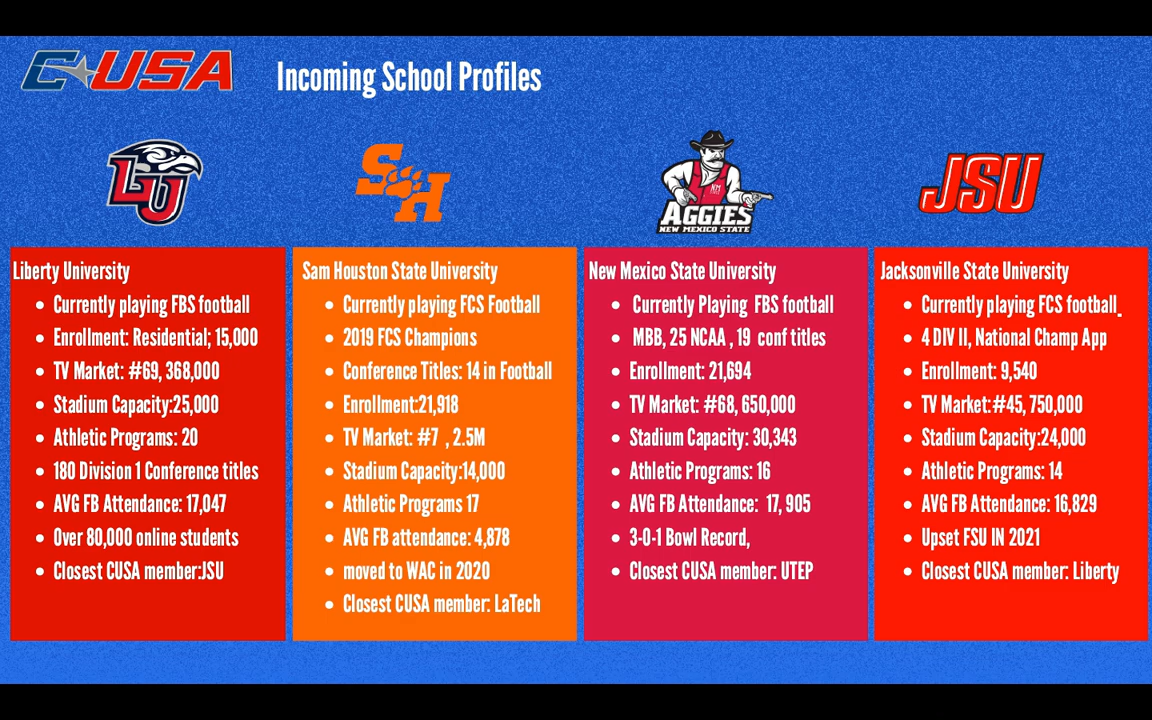 C USA
Incoming School Profiles
LU
SH
NM
AGGIES
NEW MEXICO STATE
JSU
Liberty University
Currently playing FBS football
Enrollment: Residential; 15,000
TV Market: #69, 368,000
Stadium Capacity:25,000
Athletic Programs: 20
180 Division 1 Conference titles
AVG FB Attendance: 17,047
Over 80,000 online students
Closest CUSA member:JSU
Sam Houston State University
Currently playing FCS Football
2019 FCS Champions
Conference Titles: 14 in Football
Enrollment:21,918
TV Market: #7 , 2.5M
Stadium Capacity:14,000
Athletic Programs 17
AVG FB attendance: 4,878
moved to WAC in 2020
Closest CUSA member: LaTech
New Mexico State University
Currently Playing FBS football
MBB, 25 NCAA , 19 conf titles
Enrollment: 21,694
TV Market: #68, 650,000
Stadium Capacity: 30,343
Athletic Programs: 16
AVG FB Attendance: 17, 905
3-0-1 Bowl Record,
Closest CUSA member: UTEP
Jacksonville State University
Currently playing FCS football.
4 DIV II, National Champ App
Enrollment: 9,540
TV Market:#45, 750,000
Stadium Capacity:24,000
Athletic Programs: 14
AVG FB Attendance: 16,829
Upset FSU IN 2021
Closest CUSA member: Liberty